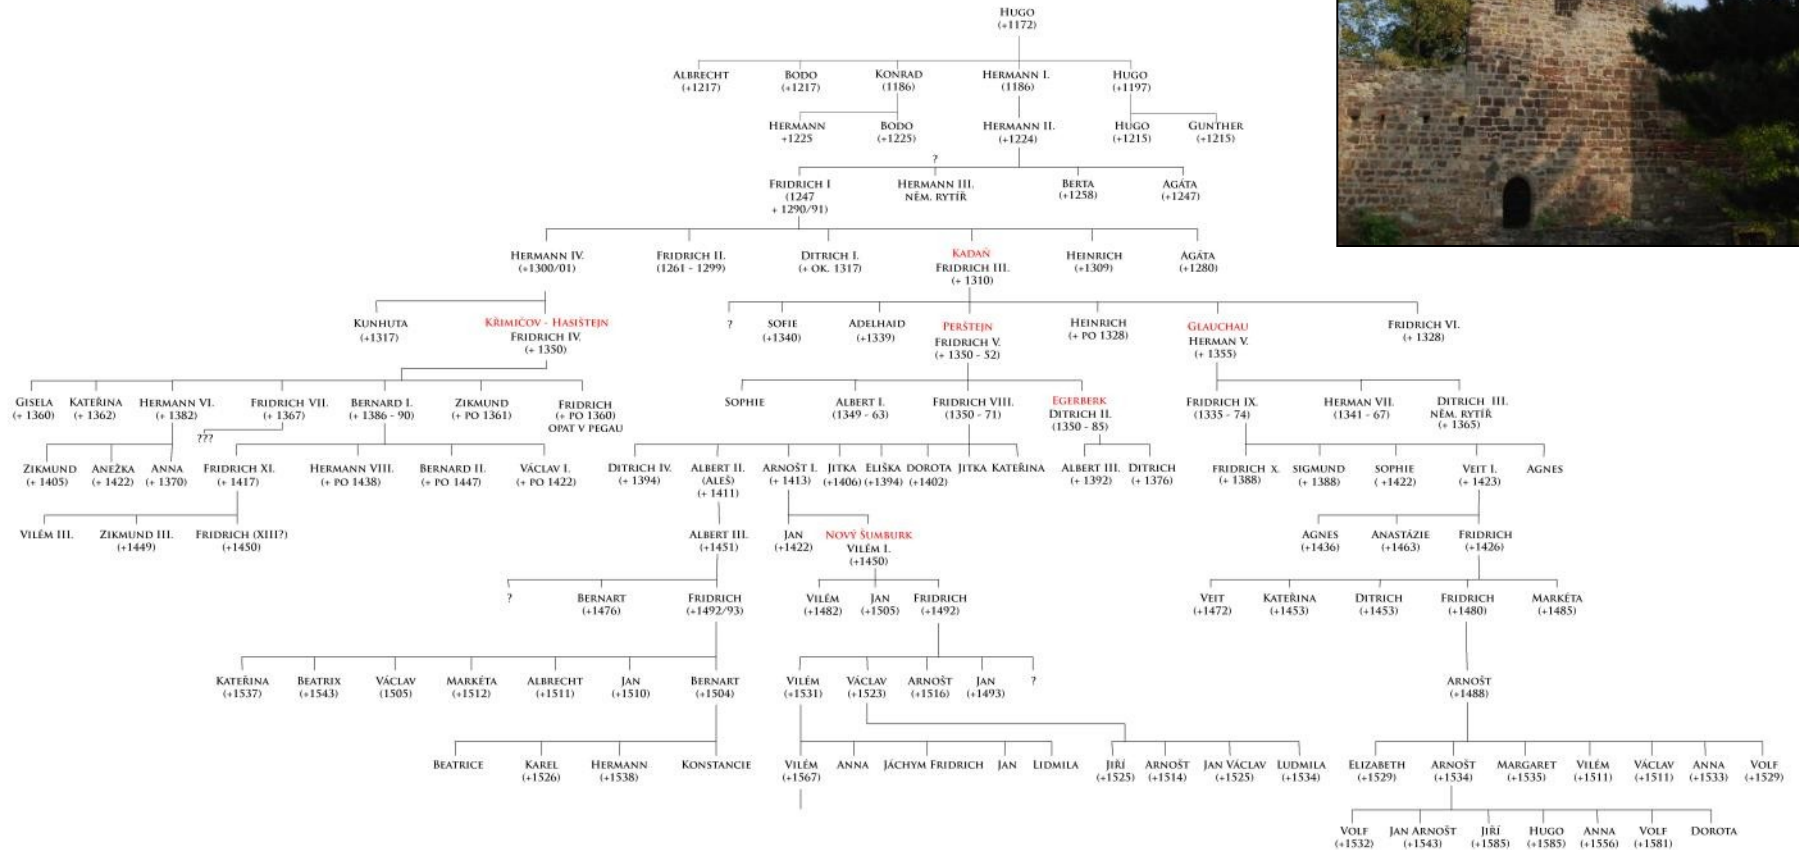 HUGO
(+1172)
ALBRECHT BODO KONRAD HERMANN I. HUGO
(+1217) (+1217) (1186) (1186) (+1197)
HERMANN BODO HERMANN II. HUGO GUNTHER
+1225 (+1225) (+1224) (+1215) (+1215)
?
FRIDRICH I HERMANN III. BERTA AGÁTA
(1247 NĚM. RYTÍŘ (+1258) (+1247)
+ 1290/91)
HERMANN IV. FRIDRICH II. DITRICH I. KADAŇ HEINRICH AGÁTA
(+1300/01) (1261 - 1299) (+ OK. 1317) FRIDRICH III. (+1309) (+1280)
(+ 1310)
KUNHUTA KŘIMIČOV - HASIŠTEJN ? SOFIE ADELHAID PERŠTEJN HEINRICH GLAUCHAU FRIDRICH VI.
(+1317) FRIDRICH IV. (+1340) (+1339) FRIDRICH V. (+ PO 1328) HERMAN V. (+ 1328)
(+ 1350) (+ 1350 - 52) (+ 1355)
GISELA KATEŘINA HERMANN VI. FRIDRICH VII. BERNARD I. ZIKMUND FRIDRICH SOPHIE ALBERT I. FRIDRICH VIII. EGERBERK FRIDRICH IX. HERMAN VII. DITRICH III.
(+ 1360) (+ 1362) (+ 1382) (+ 1367) (+ 1386 - 90) (+ PO 1361) (+ PO 1360) (1349 - 63) (1350 - 71) DITRICH II. (1335 - 74) (1341 - 67) NĚM. RYTÍŘ
OPAT V PEGAU (1350 - 85) (+ 1365)
???
ZIKMUND ANEŽKA ANNA FRIDRICH XI. HERMANN VIII. BERNARD II. VÁCLAV I. DITRICH IV. ALBERT II. ARNOŠT I. JITKA ELIŠKA DOROTA JITKA KATEŘINA ALBERT III. DITRICH FRIDRICH X. SIGMUND SOPHIE VEIT I. AGNES
(+ 1405) (+ 1422) (+ 1370) (+ 1417) (+ PO 1438) (+ PO 1447) (+ PO 1422) (+ 1394) (ALEŠ) (+ 1413) (+1406) (+1394) (+1402) (+ 1392) (+ 1376) (+ 1388) (+ 1388) ( +1422) (+ 1423)
(+ 1411)
VILÉM III. ZIKMUND III. FRIDRICH (XIII?) ALBERT III. JAN NOVÝ ŠUMBURK AGNES ANASTÁZIE FRIDRICH
(+1449) (+1450) (+1451) (+1422) VILÉM I. (+1436) (+1463) (+1426)
(+1450)
? BERNART FRIDRICH VILÉM JAN FRIDRICH VEIT KATEŘINA DITRICH FRIDRICH MARKÉTA
(+1476) (+1492/93) (+1482) (+1505) (+1492) (+1472) (+1453) (+1453) (+1480) (+1485)
KATEŘINA BEATRIX VÁCLAV MARKÉTA ALBRECHT JAN BERNART VILÉM VÁCLAV ARNOŠT JAN ? ARNOŠT
(+1537) (+1543) (1505) (+1512) (+1511) (+1510) (+1504) (+1531) (+1523) (+1516) (+1493) (+1488)
BEATRICE KAREL HERMANN KONSTANCIE VILÉM ANNA JÁCHYM FRIDRICH JAN LIDMILA JIŘÍ ARNOŠT JAN VÁCLAV LUDMILA ELIZABETH ARNOŠT MARGARET VILÉM VÁCLAV ANNA VOLF
(+1526) (+1538) (+1567) (+1525) (+1514) (+1525) (+1534) (+1529) (+1534) (+1535) (+1511) (+1511) (+1533) (+1529)
VOLF JAN ARNOŠT JIŘÍ HUGO ANNA VOLF DOROTA
(+1532) (+1543) (+1585) (+1585) (+1556) (+1581)